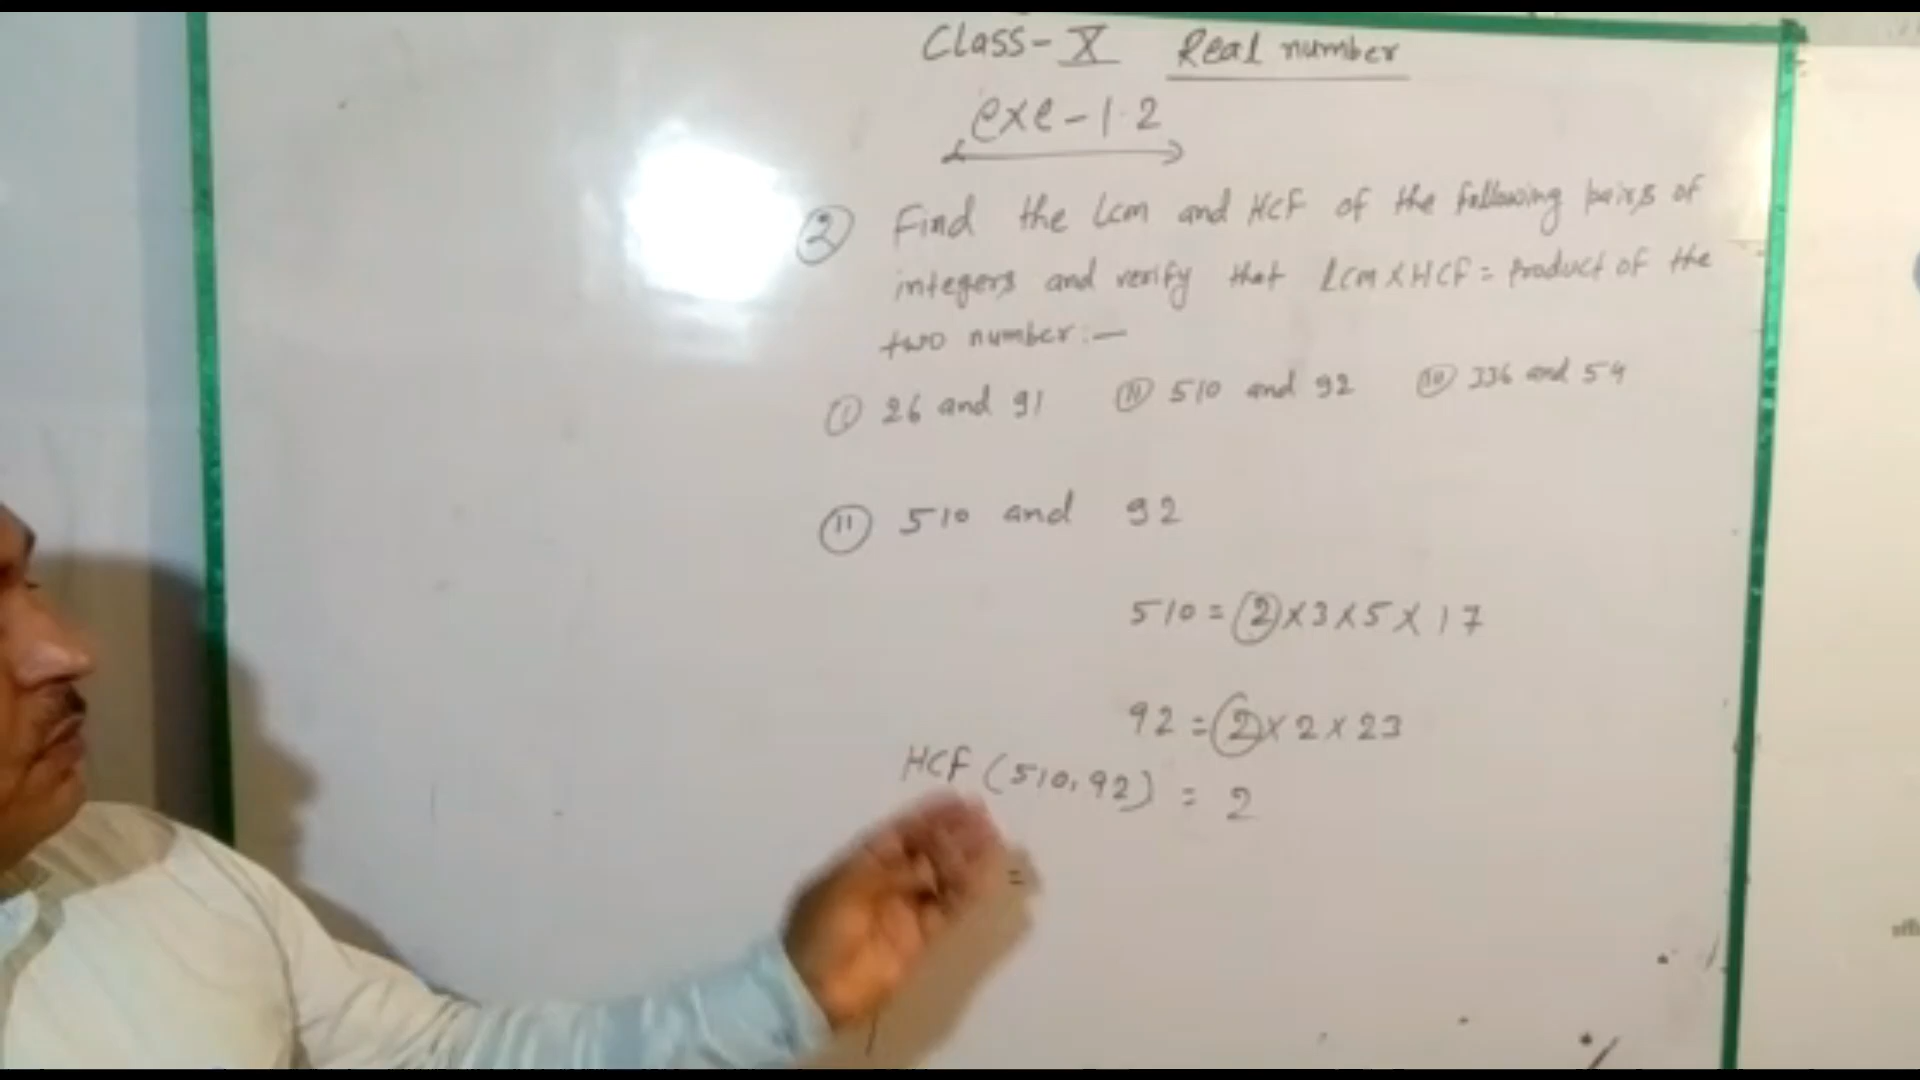 Class-X Real number
exe-1.2
② Find the Lcm and HCF of the following pairs of
integers and verify that LCM X HCF = Product of the
two number:—
(I) 26 and 91 (II) 510 and 92 336 and 54
(II) 510 and 92
510 = 2 X 3 X 5 X 17
92 = 2 X 2 X 23
HCF (510, 92) = 2
=